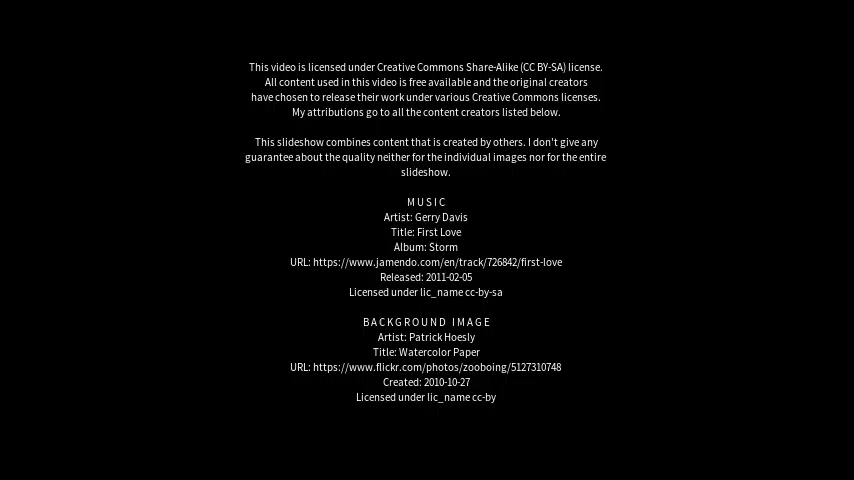 This video is licensed under Creative Commons Share-Alike (CC BY-SA) license.
All content used in this video is free available and the original creators
have chosen to release their work under various Creative Commons licenses.
My attributions go to all the content creators listed below.
This slideshow combines content that is created by others. I don't give any
guarantee about the quality neither for the individual images nor for the entire
slideshow.
MUSIC
Artist: Gerry Davis
Title: First Love
Album: Storm
URL: https://www.jamendo.com/en/track/726842/first-love
Released: 2011-02-05
Licensed under lic_name cc-by-sa
BACKGROUND IMAGE
Artist: Patrick Hoesly
Title: Watercolor Paper
URL: https://www.flickr.com/photos/zooboing/5127310748
Created: 2010-10-27
Licensed under lic_name cc-by